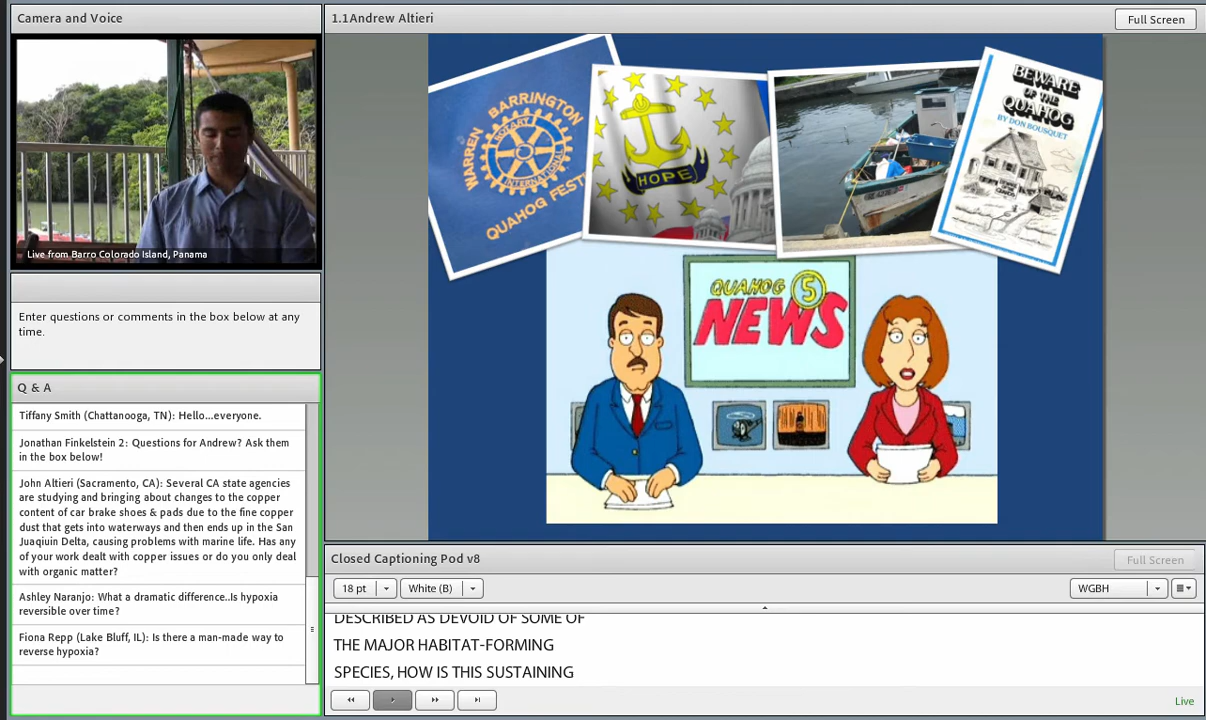 Camera and Voice
Live from Barro Colorado Island, Panama
Enter questions or comments in the box below at any
time.
Q & A
Tiffany Smith (Chattanooga, TN): Hello...everyone.
Jonathan Finkelstein 2: Questions for Andrew? Ask them
in the box below!
John Altieri (Sacramento, CA): Several CA state agencies
are studying and bringing about changes to the copper
content of car brake shoes & pads due to the fine copper
dust that gets into waterways and then ends up in the San
Juaqiuin Delta, causing problems with marine life. Has any
of your work dealt with copper issues or do you only deal
with organic matter?
Ashley Naranjo: What a dramatic difference..Is hypoxia
reversible over time?
Fiona Repp (Lake Bluff, IL): Is there a man-made way to
reverse hypoxia?
1.1Andrew Altieri
Full Screen
WARREN BARRINGTON
ROTARY
INTERNATIONAL
QUAHOG FEST
HOPE
BEWARE
OF THE
QUAHOG
BY DON BOUSQUET
QUAHOG 5
NEWS
Closed Captioning Pod v8
Full Screen
18 pt
White (B)
WGBH
DESCRIBED AS DEVOID OF SOME OF
THE MAJOR HABITAT-FORMING
SPECIES, HOW IS THIS SUSTAINING
Live